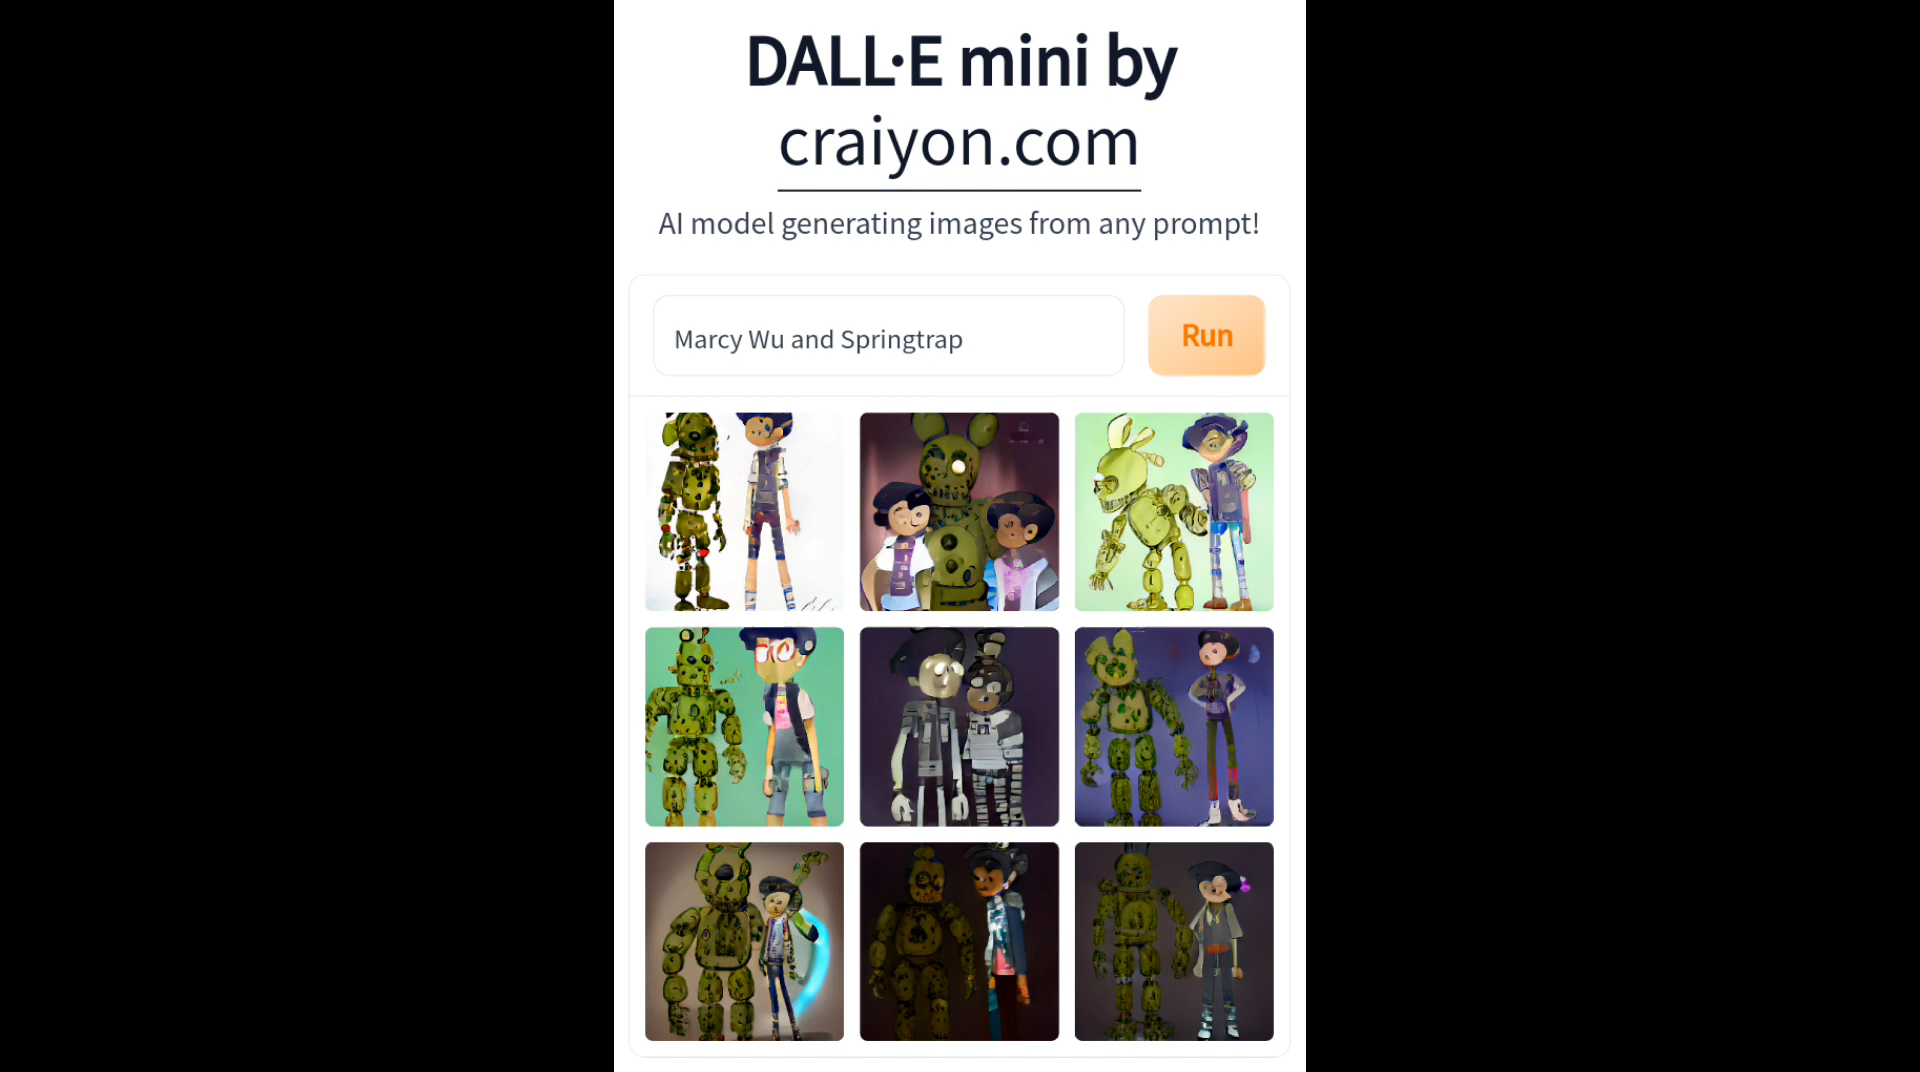 DALL·E mini by
craiyon.com
AI model generating images from any prompt!
Marcy Wu and Springtrap
Run